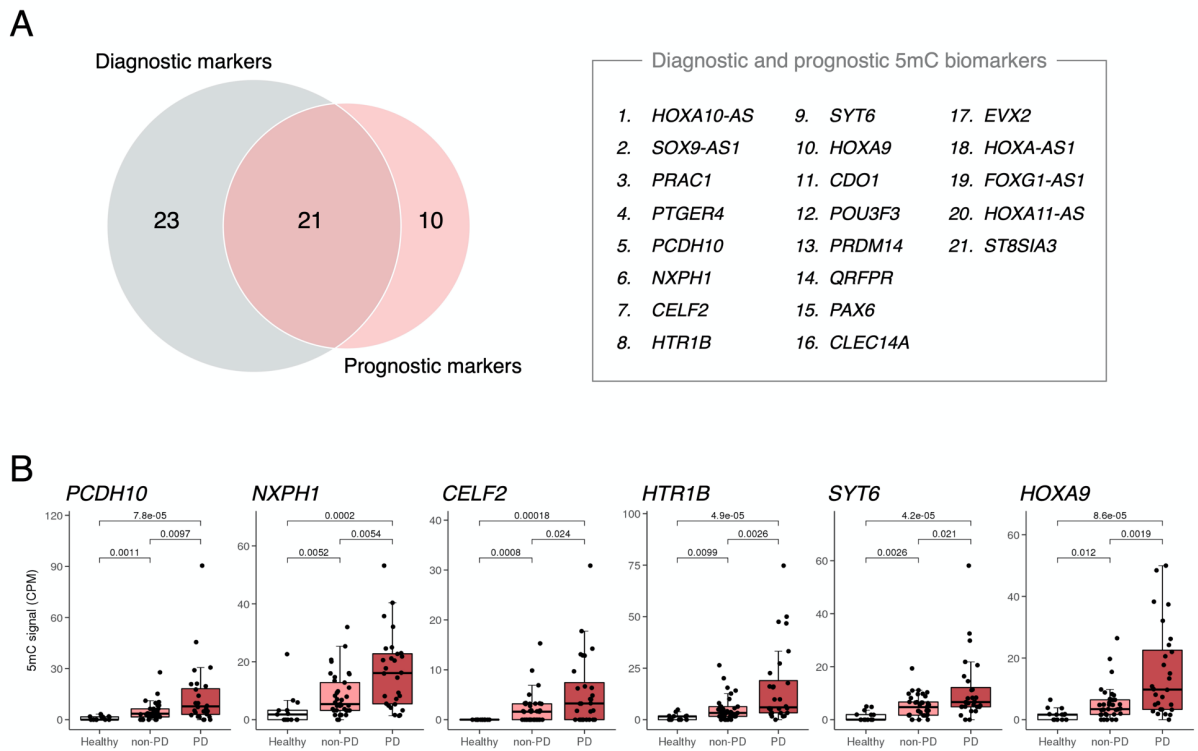 A
Diagnostic markers
23
21
10
Prognostic markers
Diagnostic and prognostic 5mC biomarkers
1. HOXA10-AS
2. SOX9-AS1
3. PRAC1
4. PTGER4
5. PCDH10
6. NXPH1
7. CELF2
8. HTR1B
9. SYT6
10. HOXA9
11. CDO1
12. POU3F3
13. PRDM14
14. QRFPR
15. PAX6
16. CLEC14A
17. EVX2
18. HOXA-AS1
19. FOXG1-AS1
20. HOXA11-AS
21. ST8SIA3
B
5mC signal (CPM)
PCDH10
120
90
60
30
0
7.8e-05
0.0097
0.0011
Healthy non-PD PD
NXPH1
60
40
20
0
0.0002
0.0054
0.0052
Healthy non-PD PD
CELF2
40
30
20
10
0
0.00018
0.024
0.0008
Healthy non-PD PD
HTR1B
100
75
50
25
0
4.9e-05
0.0026
0.0099
Healthy non-PD PD
SYT6
60
40
20
0
4.2e-05
0.021
0.0026
Healthy non-PD PD
HOXA9
60
40
20
0
8.6e-05
0.0019
0.012
Healthy non-PD PD